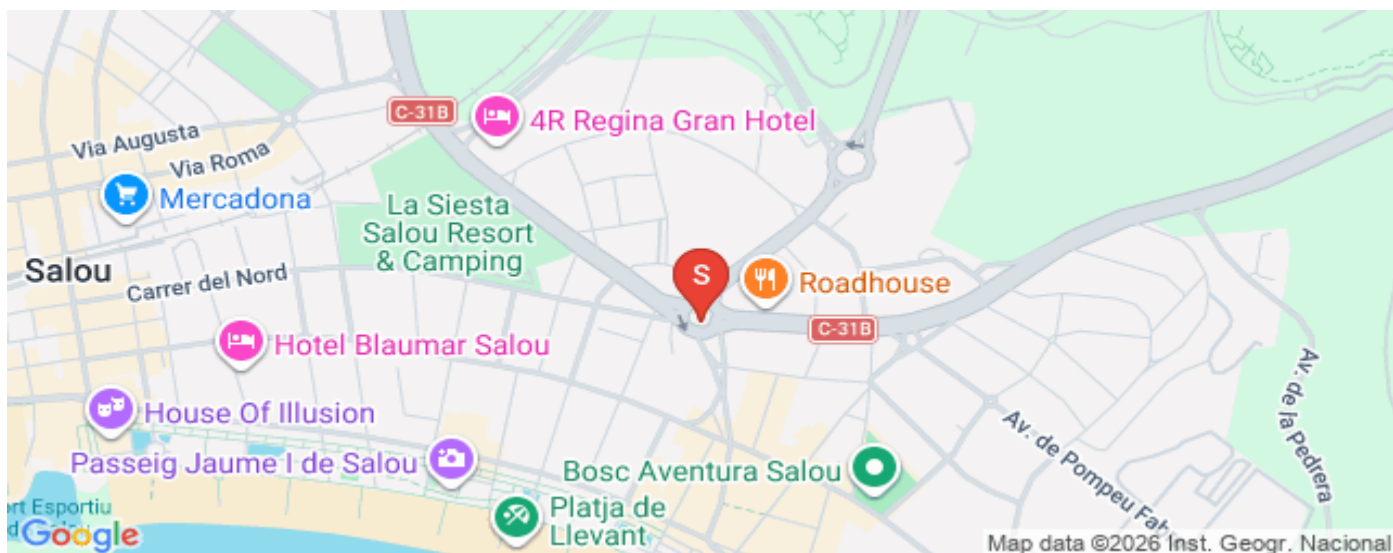 C-31B
4R Regina Gran Hotel
Via Augusta
Via Roma
Mercadona
La Siesta
Salou Resort
& Camping
Salou
Carrer del Nord
S
Roadhouse
C-31B
Hotel Blaumar Salou
House Of Illusion
Passeig Jaume I de Salou
Bosc Aventura Salou
Av. de Pompeu Fab
Av. de la Pedrera
Platja de
Llevant
ort Esportiu
Google
Map data ©2026 Inst. Geogr. Nacional